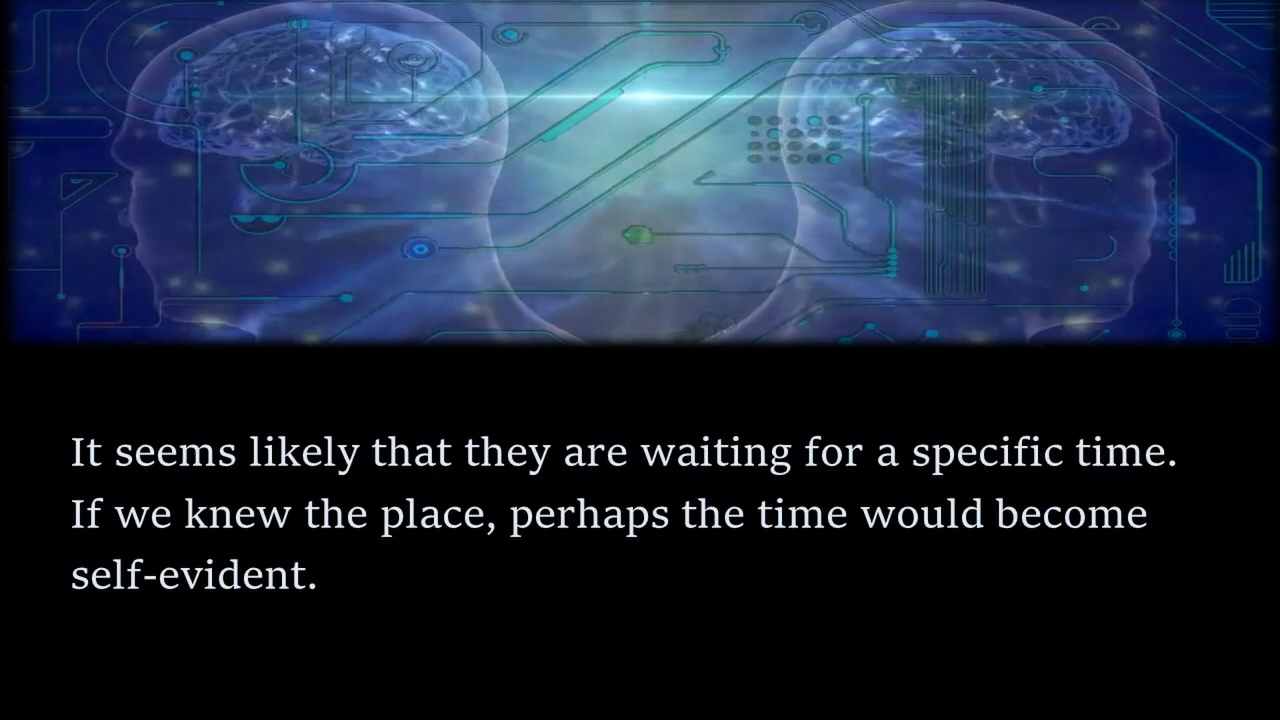 It seems likely that they are waiting for a specific time.
If we knew the place, perhaps the time would become
self-evident.